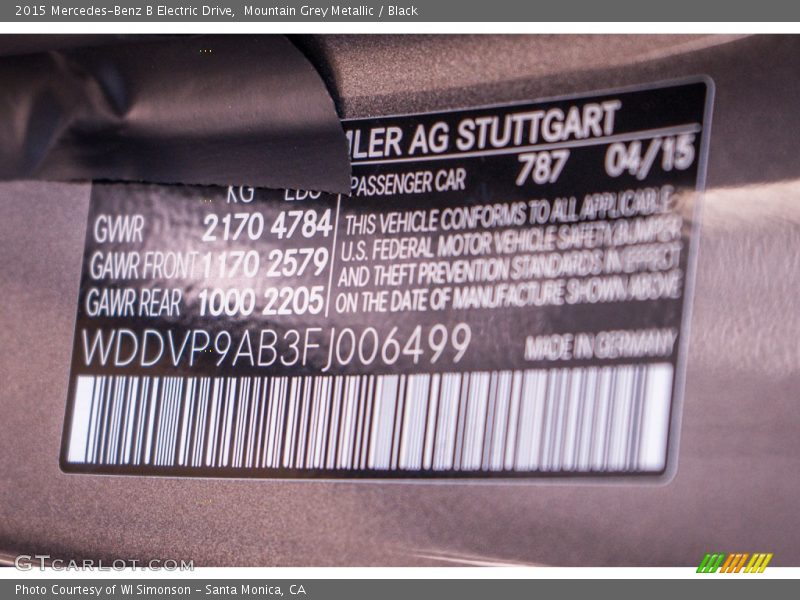 2015 Mercedes-Benz B Electric Drive, Mountain Grey Metallic / Black
LER AG STUTTGART
PASSENGER CAR 787 04/15
KG LBS
GVWR 2170 4784
GAWR FRONT 1170 2579
GAWR REAR 1000 2205
THIS VEHICLE CONFORMS TO ALL APPLICABLE
U.S. FEDERAL MOTOR VEHICLE SAFETY, BUMPER
AND THEFT PREVENTION STANDARDS IN EFFECT
ON THE DATE OF MANUFACTURE SHOWN ABOVE
WDDVP9AB3FJ006499
MADE IN GERMANY
GTCARLOT.COM
Photo Courtesy of WI Simonson - Santa Monica, CA